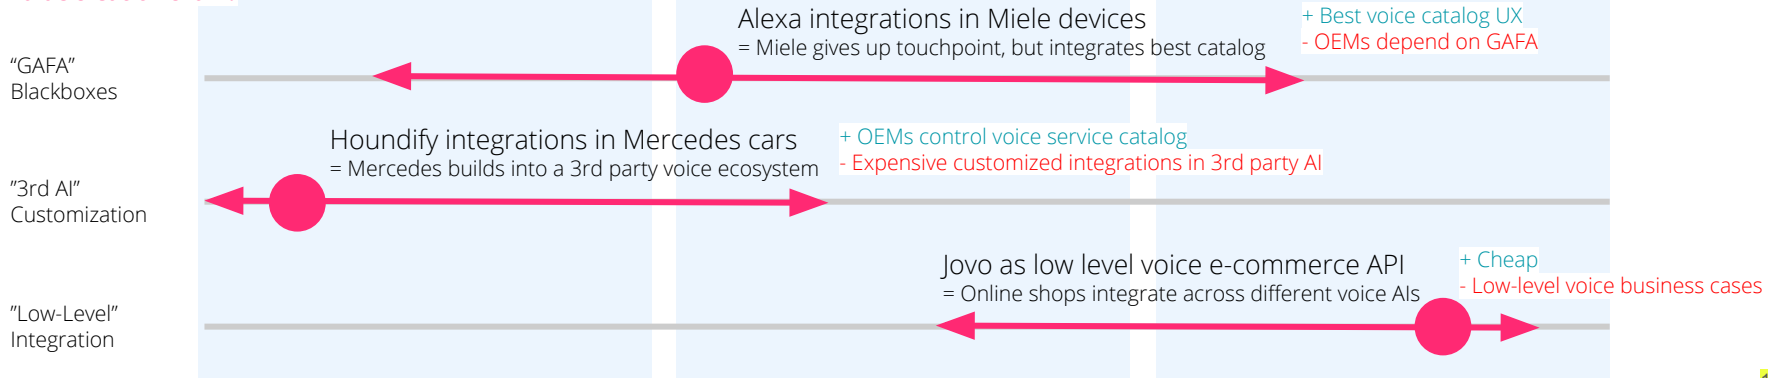 Alexa integrations in Miele devices
= Miele gives up touchpoint, but integrates best catalog
+ Best voice catalog UX
- OEMs depend on GAFA
“GAFA”
Blackboxes
Houndify integrations in Mercedes cars
= Mercedes builds into a 3rd party voice ecosystem
+ OEMs control voice service catalog
- Expensive customized integrations in 3rd party AI
”3rd AI”
Customization
Jovo as low level voice e-commerce API
= Online shops integrate across different voice AIs
+ Cheap
- Low-level voice business cases
”Low-Level”
Integration